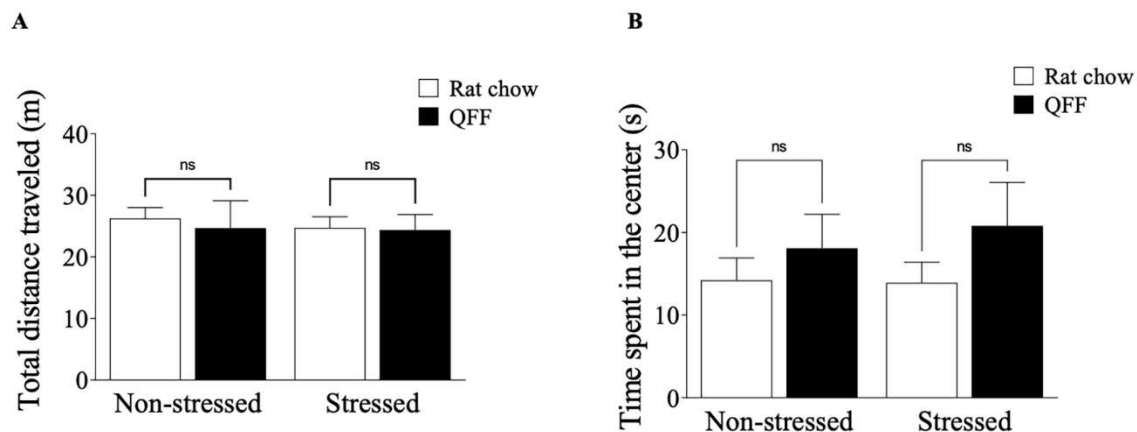 A
Rat chow
QFF
Total distance traveled (m)
40
30
20
10
0
ns
ns
Non-stressed
Stressed
B
Rat chow
QFF
Time spent in the center (s)
30
20
10
0
ns
ns
Non-stressed
Stressed